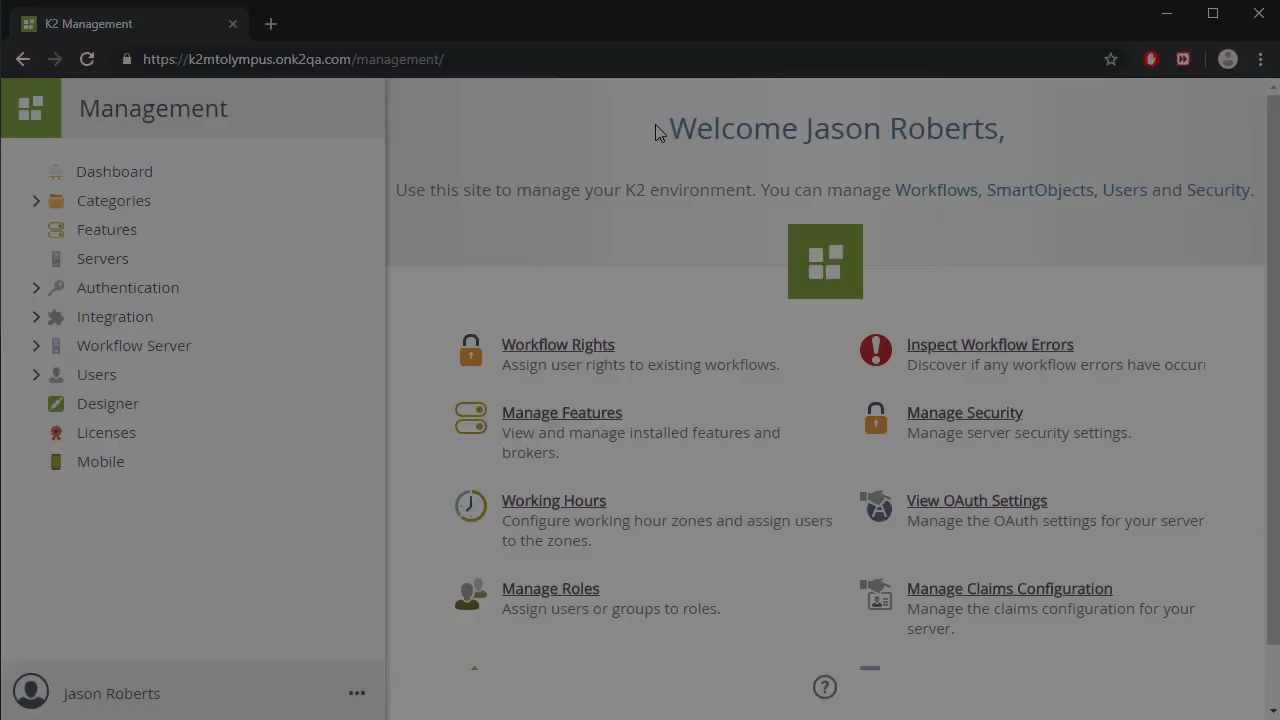 K2 Management
https://k2mtolympus.onk2qa.com/management/
Management
Dashboard
Categories
Features
Servers
Authentication
Integration
Workflow Server
Users
Designer
Licenses
Mobile
Jason Roberts
Welcome Jason Roberts,
Use this site to manage your K2 environment. You can manage Workflows, SmartObjects, Users and Security.
Workflow Rights
Assign user rights to existing workflows.
Inspect Workflow Errors
Discover if any workflow errors have occuri
Manage Features
View and manage installed features and
brokers.
Manage Security
Manage server security settings.
Working Hours
Configure working hour zones and assign users
to the zones.
View OAuth Settings
Manage the OAuth settings for your server
Manage Roles
Assign users or groups to roles.
Manage Claims Configuration
Manage the claims configuration for your
server.